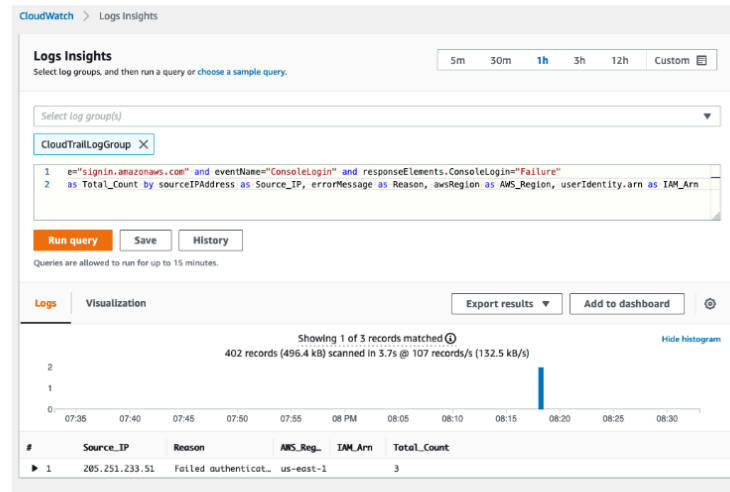 CloudWatch > Logs Insights
Logs Insights
Select log groups, and then run a query or choose a sample query.
5m 30m 1h 3h 12h Custom
Select log group(s)
CloudTrailLogGroup
1 e="signin.amazonaws.com" and eventName="ConsoleLogin" and responseElements.ConsoleLogin="Failure"
2 as Total_Count by sourceIPAddress as Source_IP, errorMessage as Reason, awsRegion as AWS_Region, userIdentity.arn as IAM_Arn
Run query Save History
Queries are allowed to run for up to 15 minutes.
Logs Visualization Export results Add to dashboard
Showing 1 of 3 records matched
Hide histogram
402 records (496.4 kB) scanned in 3.7s @ 107 records/s (132.5 kB/s)
2
1
0
07:35 07:40 07:45 07:50 07:55 08 PM 08:05 08:10 08:15 08:20 08:25 08:30
# Source_IP Reason AWS_Reg… IAM_Arn Total_Count
1 205.251.233.51 Failed authenticat… us-east-1 3